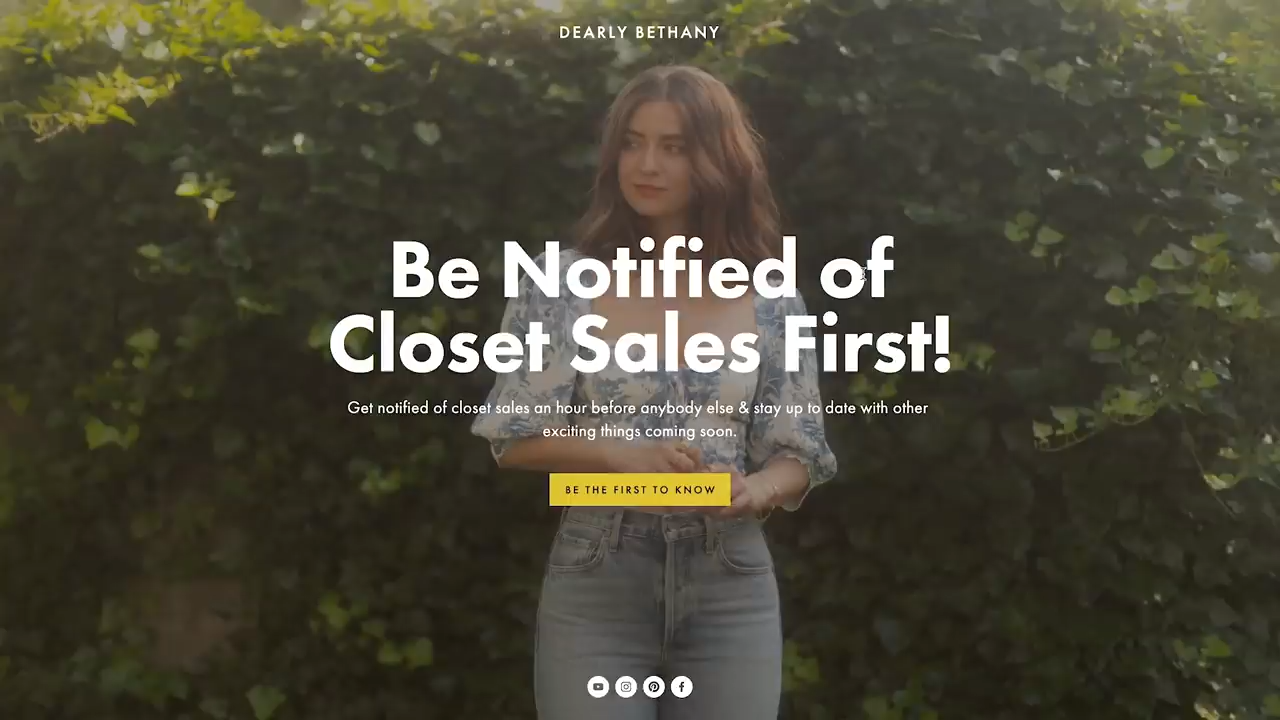 DEARLY BETHANY
Be Notified of
Closet Sales First!
Get notified of closet sales an hour before anybody else & stay up to date with other
exciting things coming soon.
BE THE FIRST TO KNOW